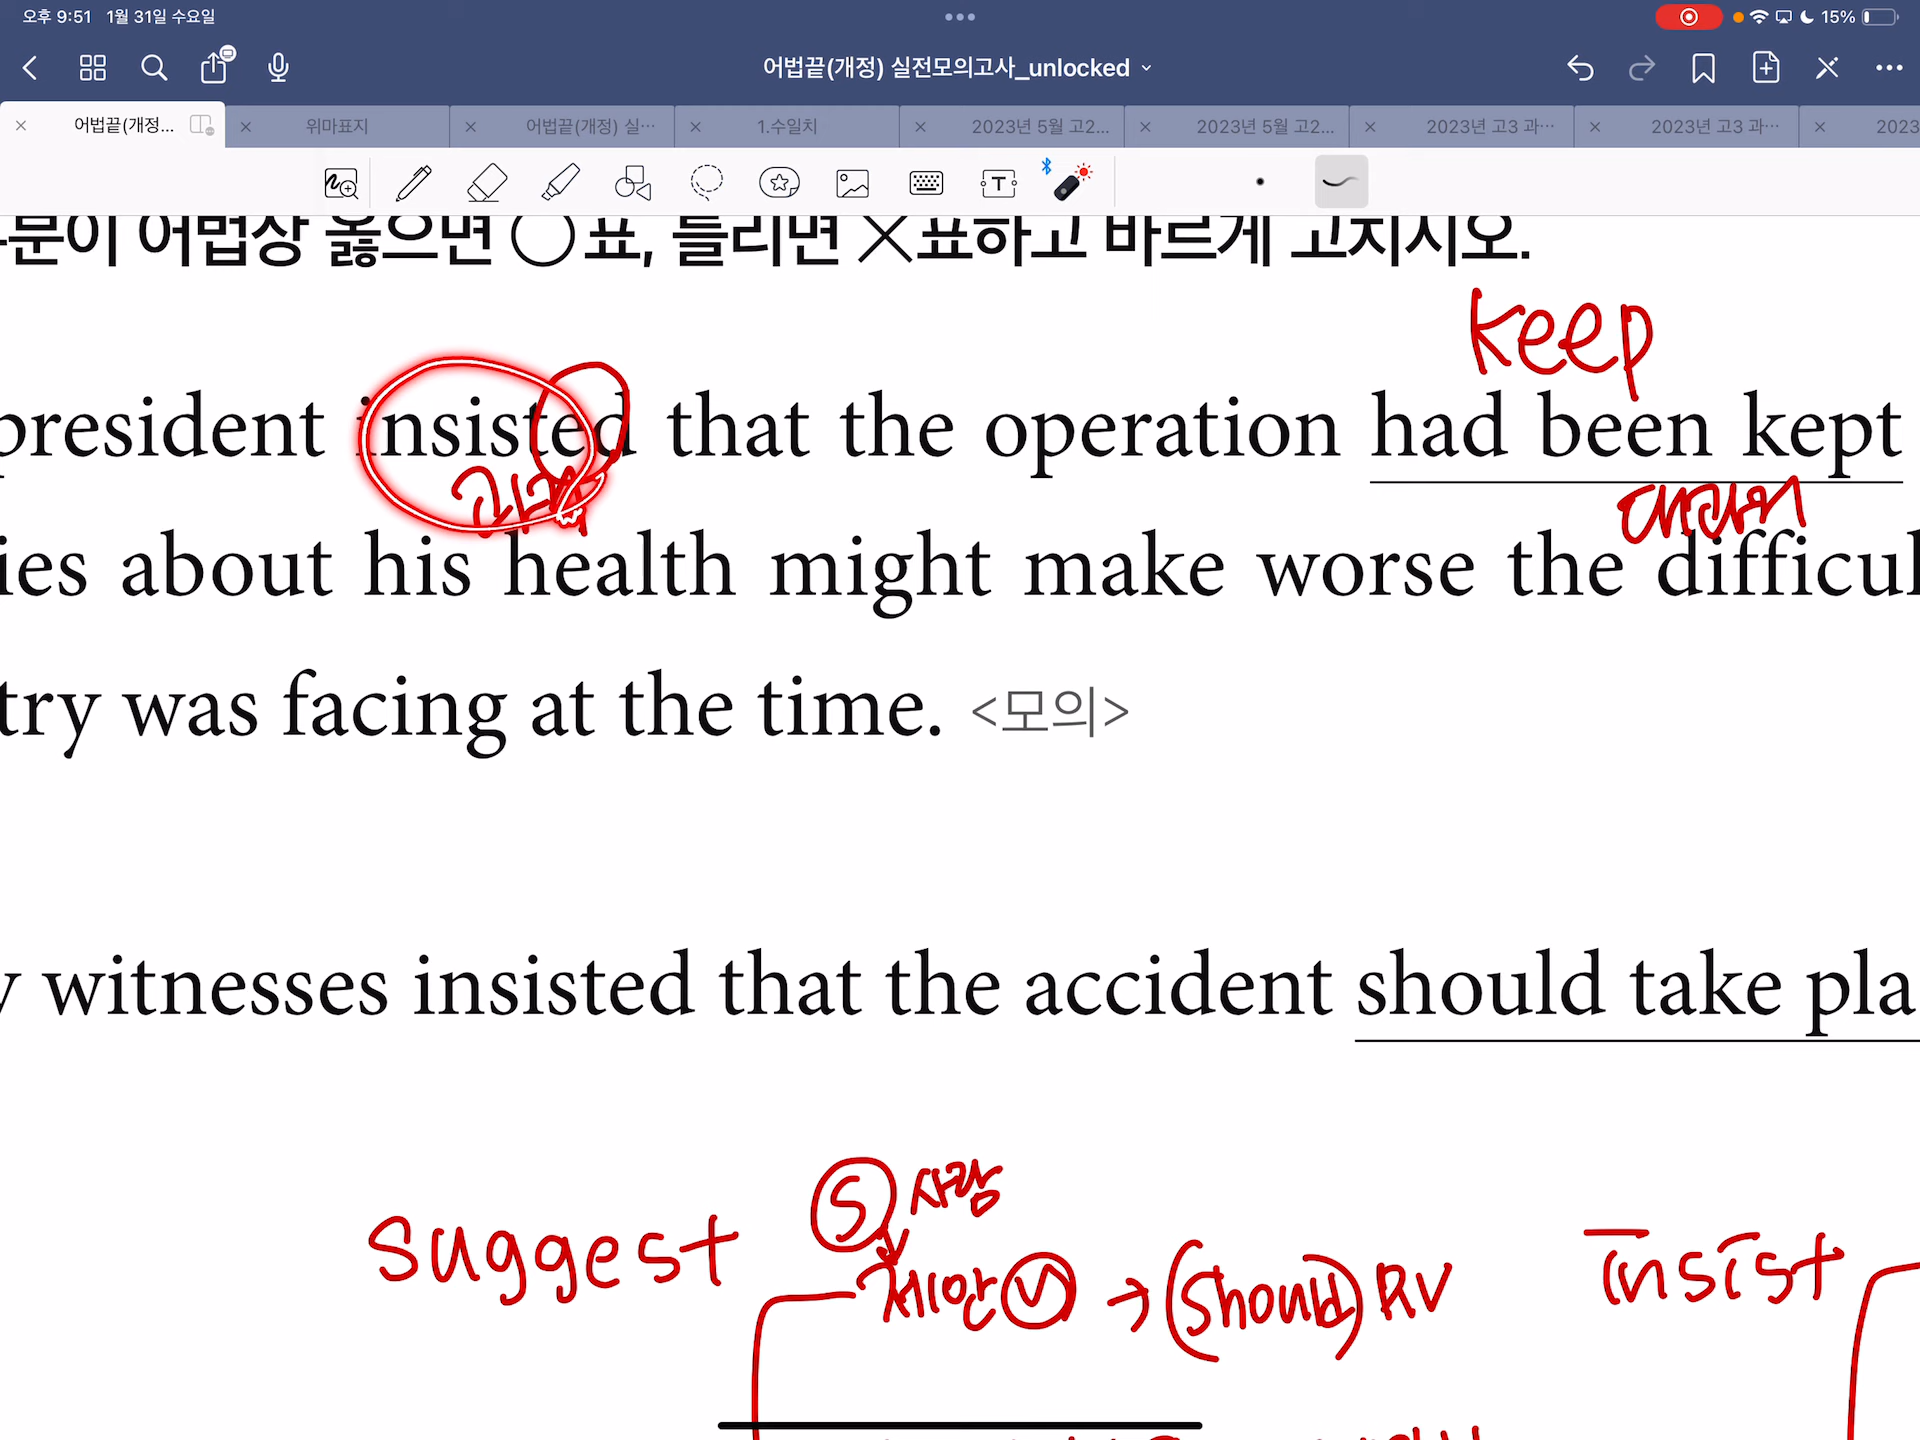 오후 9:51 1월 31일 수요일
15%
어법끝(개정) 실전모의고사_unlocked
어법끝(개정...
위마표지
어법끝(개정) 실...
1.수일치
2023년 5월 고2...
2023년 5월 고2...
2023년 고3 과...
2023년 고3 과...
2023
문이 어법상 옳으면 ◯표, 틀리면 ✕표하고 바르게 고치시오.
keep
president insisted that the operation had been kept
과거
ies about his health might make worse the difficul
try was facing at the time. <모의>
y witnesses insisted that the accident should take pla
S 사람
suggest
제안 V → (should) RV
insist